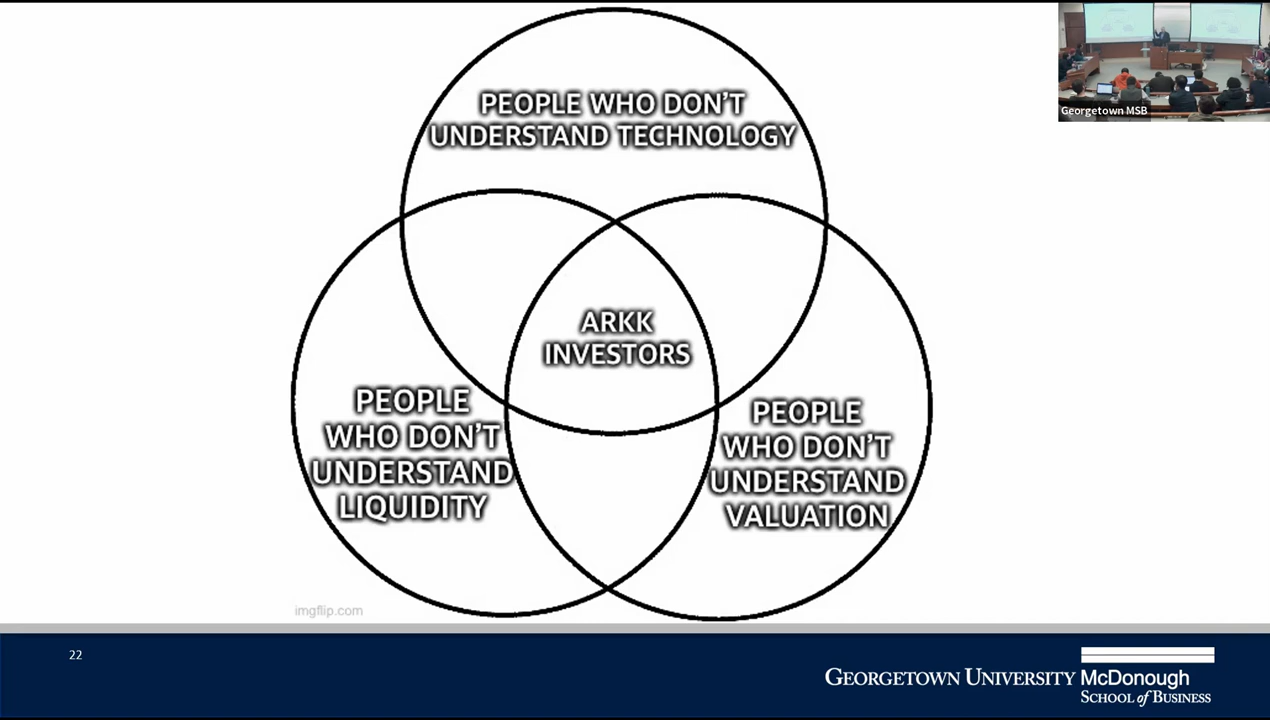 PEOPLE WHO DON'T
UNDERSTAND TECHNOLOGY
Georgetown MSB
ARKK
INVESTORS
PEOPLE
WHO DON'T
UNDERSTAND
LIQUIDITY
PEOPLE
WHO DON'T
UNDERSTAND
VALUATION
imgflip.com
22
GEORGETOWN UNIVERSITY
McDonough
SCHOOL of BUSINESS